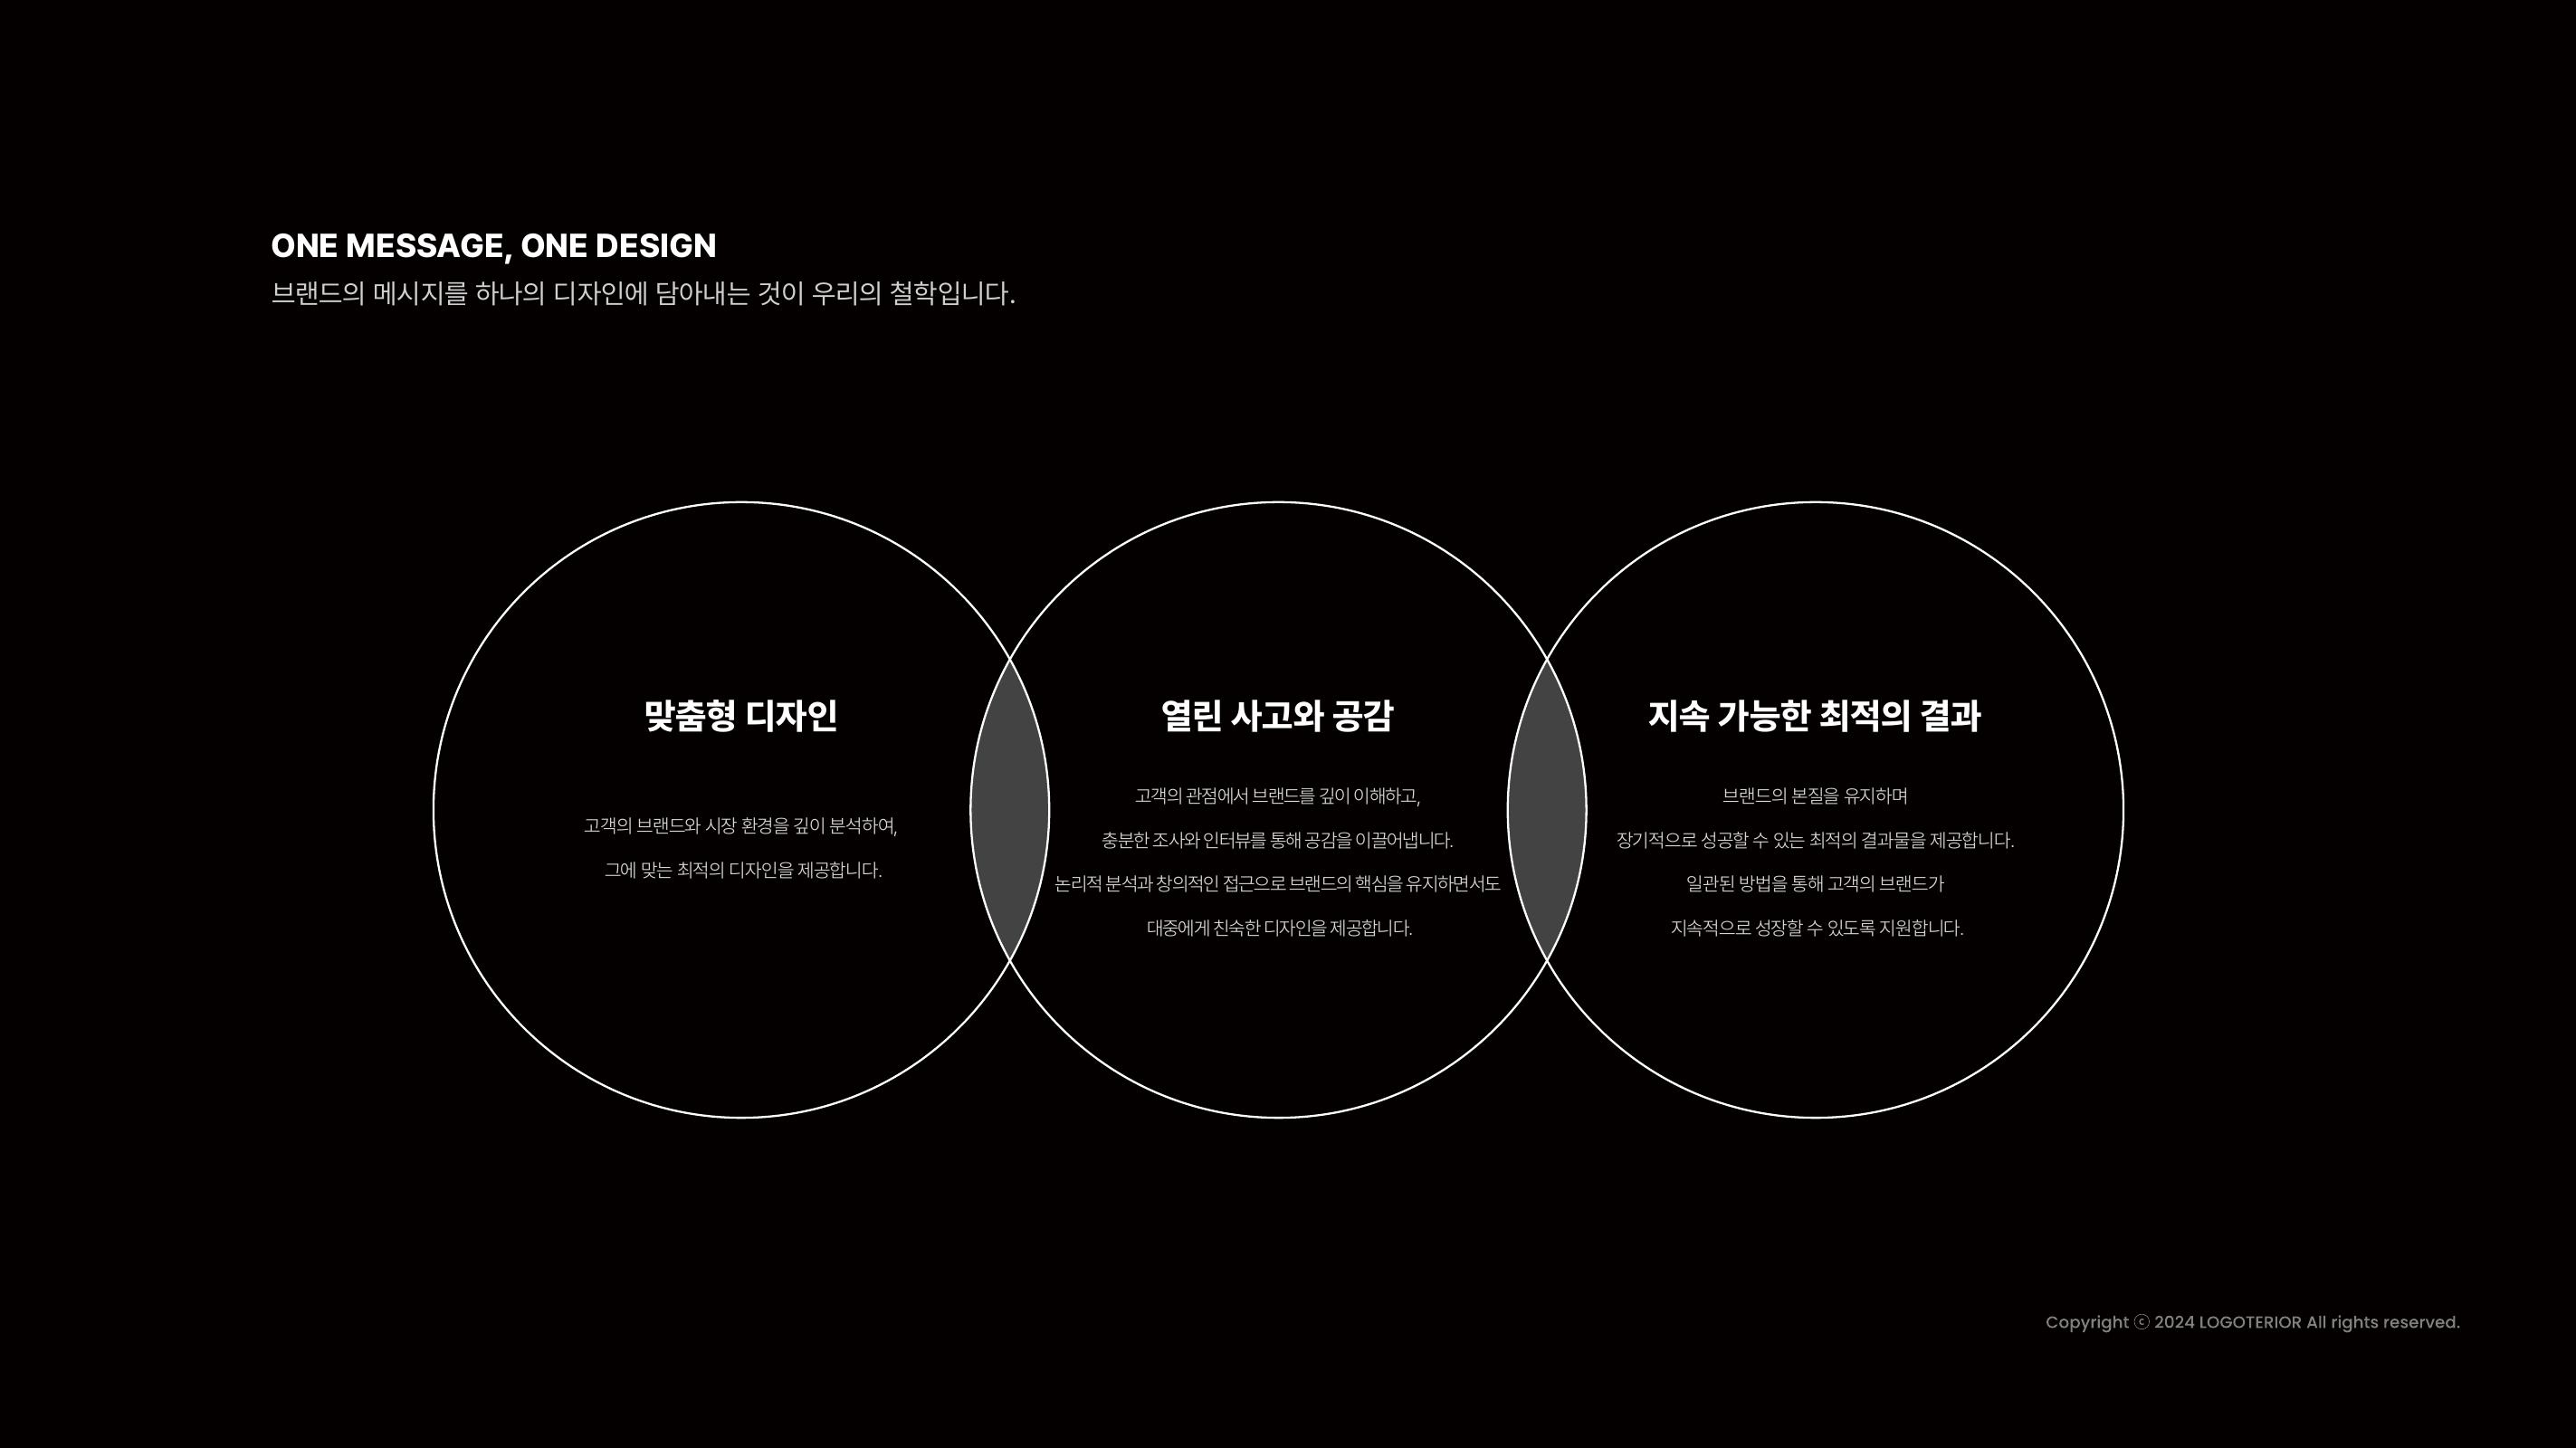 ONE MESSAGE, ONE DESIGN
브랜드의 메시지를 하나의 디자인에 담아내는 것이 우리의 철학입니다.
맞춤형 디자인
고객의 브랜드와 시장 환경을 깊이 분석하여,
그에 맞는 최적의 디자인을 제공합니다.
열린 사고와 공감
고객의 관점에서 브랜드를 깊이 이해하고,
충분한 조사와 인터뷰를 통해 공감을 이끌어냅니다.
논리적 분석과 창의적인 접근으로 브랜드의 핵심을 유지하면서도
대중에게 친숙한 디자인을 제공합니다.
지속 가능한 최적의 결과
브랜드의 본질을 유지하며
장기적으로 성공할 수 있는 최적의 결과물을 제공합니다.
일관된 방법을 통해 고객의 브랜드가
지속적으로 성장할 수 있도록 지원합니다.
Copyright ⓒ 2024 LOGOTERIOR All rights reserved.